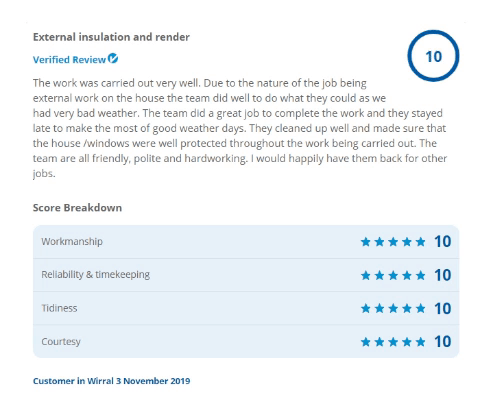 External insulation and render
10
Verified Review
The work was carried out very well. Due to the nature of the job being
external work on the house the team did well to do what they could as we
had very bad weather. The team did a great job to complete the work and they stayed
late to make the most of good weather days. They cleaned up well and made sure that
the house /windows were well protected throughout the work being carried out. The
team are all friendly, polite and hardworking. I would happily have them back for other
jobs.
Score Breakdown
Workmanship 10
Reliability & timekeeping 10
Tidiness 10
Courtesy 10
Customer in Wirral 3 November 2019